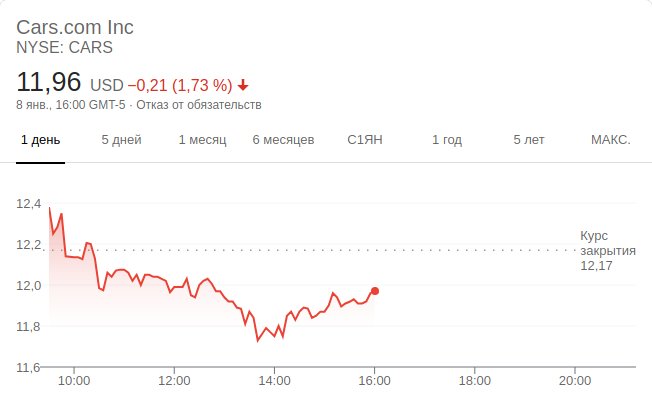 Cars.com Inc
NYSE: CARS
11,96 USD −0,21 (1,73 %)
8 янв., 16:00 GMT-5 · Отказ от обязательств
1 день 5 дней 1 месяц 6 месяцев С1ЯН 1 год 5 лет МАКС.
12,4
12,2
12,0
11,8
11,6
Курс
закрытия
12,17
10:00 12:00 14:00 16:00 18:00 20:00